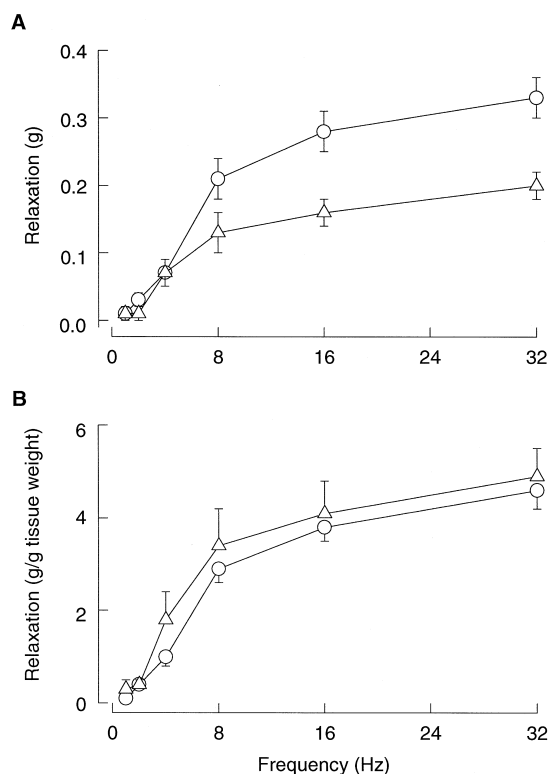 A
0.4
0.3
0.2
0.1
0.0
Relaxation (g)
0 8 16 24 32
B
6
4
2
0
Relaxation (g/g tissue weight)
0 8 16 24 32
Frequency (Hz)